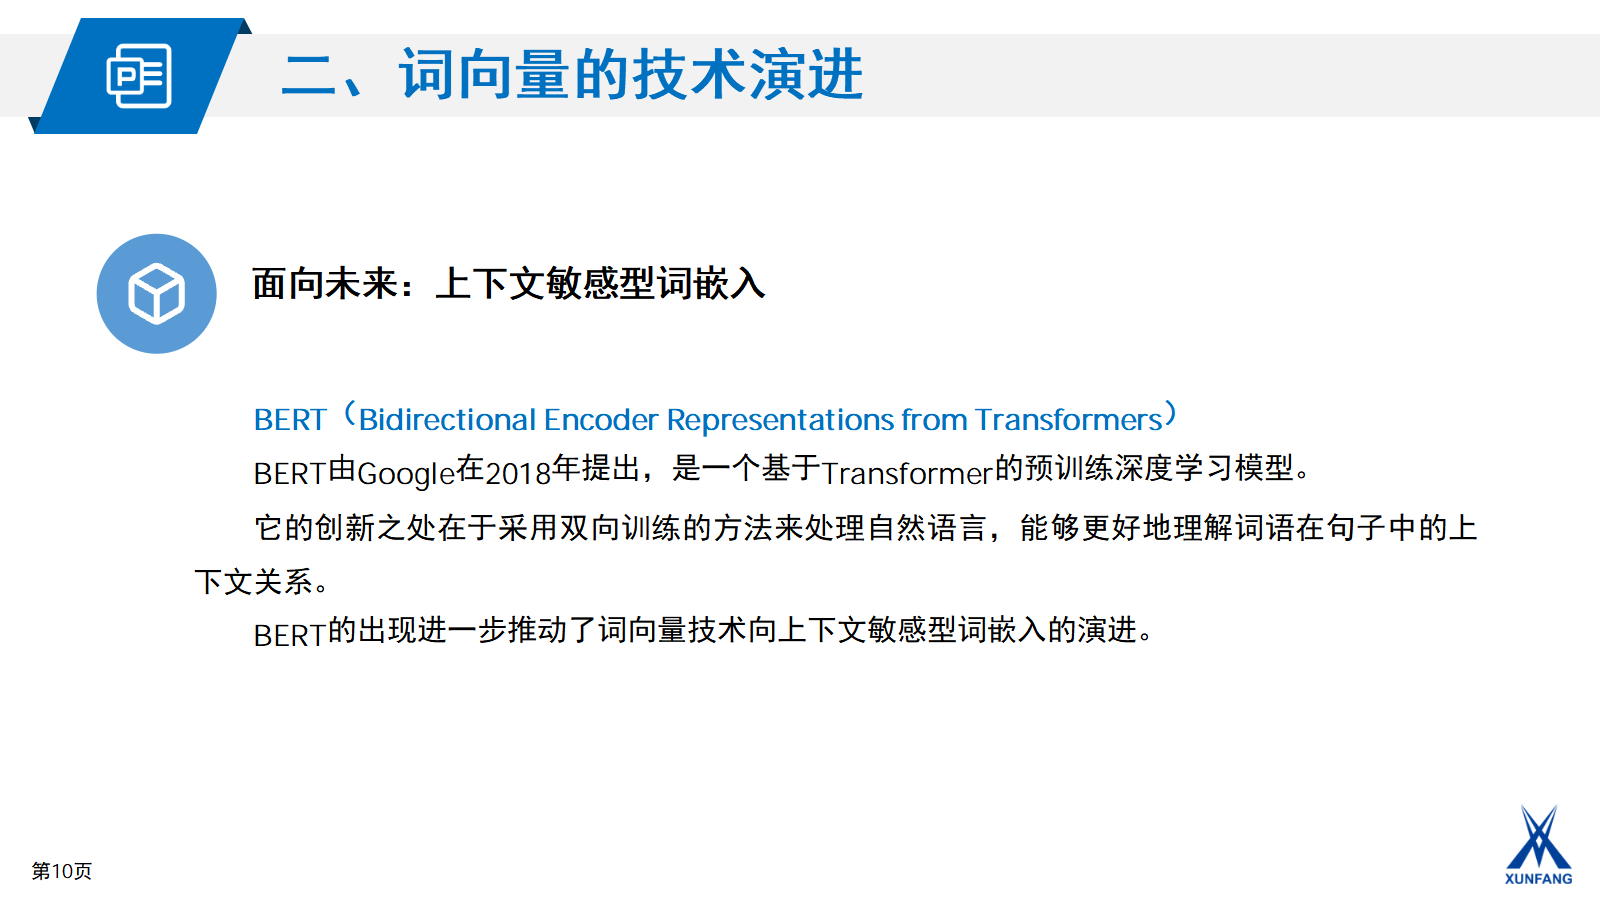 二、词向量的技术演进
面向未来：上下文敏感型词嵌入
BERT（Bidirectional Encoder Representations from Transformers）
BERT由Google在2018年提出，是一个基于Transformer的预训练深度学习模型。
它的创新之处在于采用双向训练的方法来处理自然语言，能够更好地理解词语在句子中的上
下文关系。
BERT的出现进一步推动了词向量技术向上下文敏感型词嵌入的演进。
第10页
XUNFANG